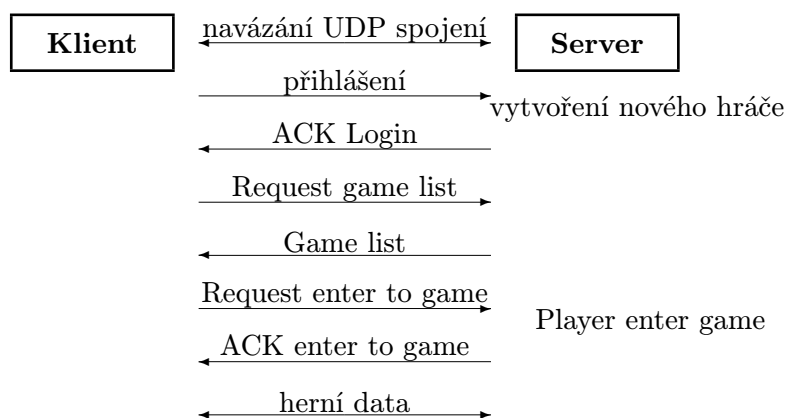 Klient
navázání UDP spojení
Server
přihlášení
vytvoření nového hráče
ACK Login
Request game list
Game list
Request enter to game
Player enter game
ACK enter to game
herní data